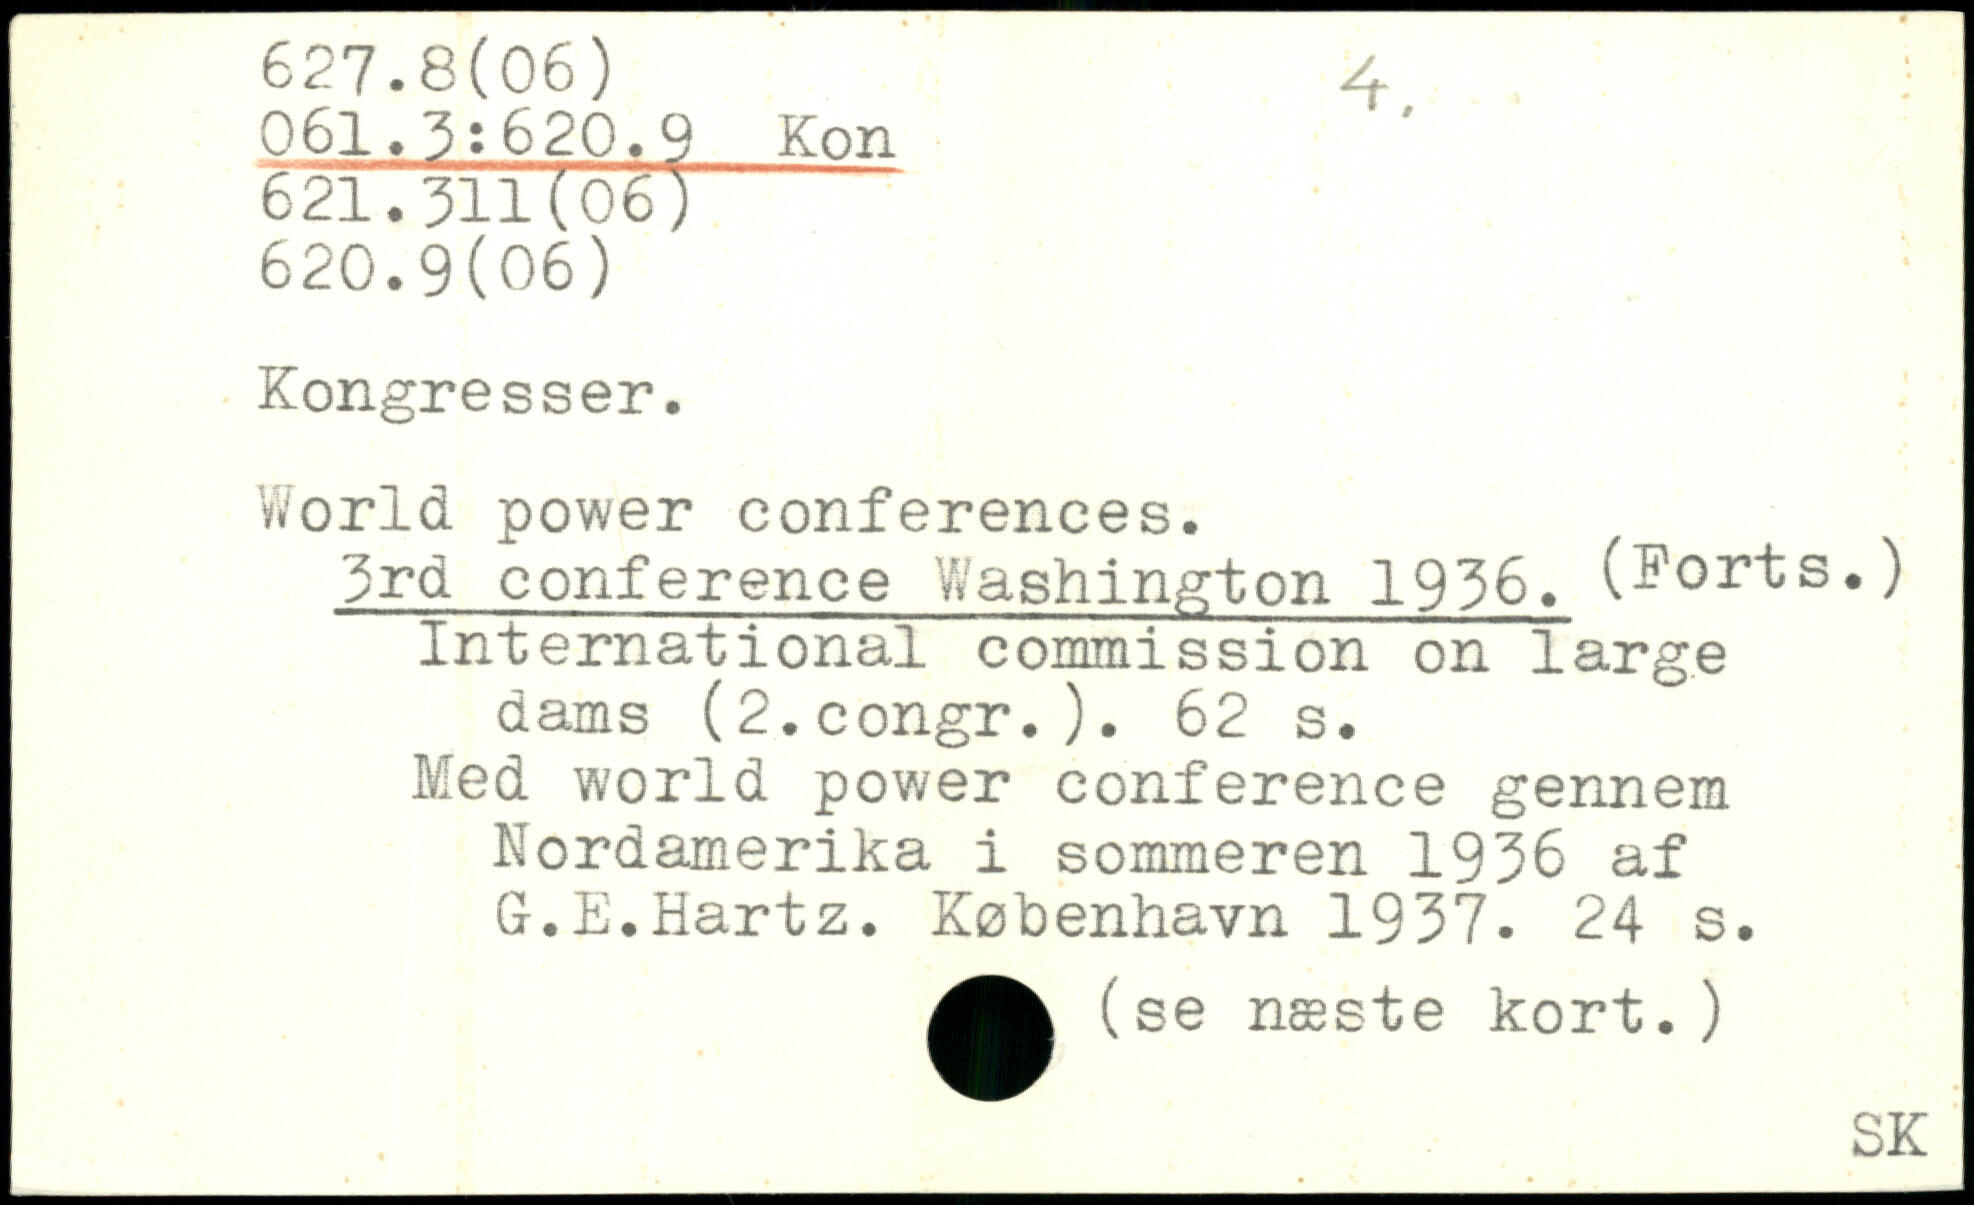 627.8(06)
4.
061.3:620.9 Kon
621.311(06)
620.9(06)
Kongresser.
World power conferences.
3rd conference Washington 1936. (Forts.)
International commission on large
dams (2.congr.). 62 s.
Med world power conference gennem
Nordamerika i sommeren 1936 af
G.E.Hartz. København 1937. 24 s.
(se næste kort.)
SK